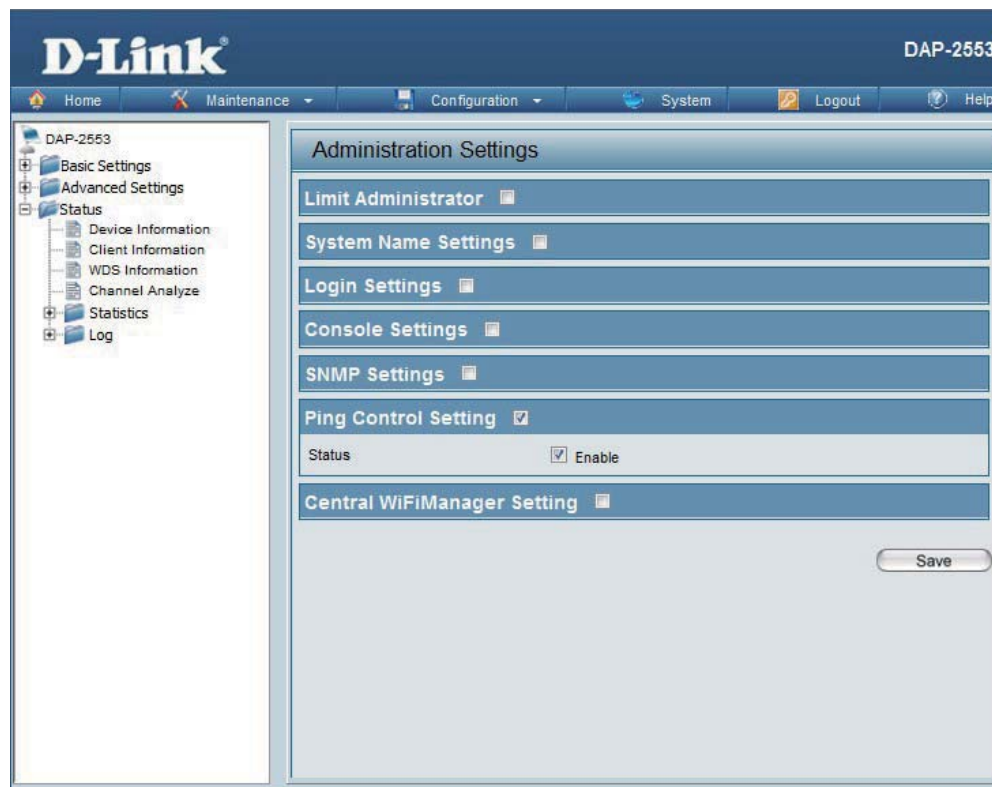 D-Link®
DAP-2553
Home Maintenance Configuration System Logout Help
DAP-2553
Basic Settings
Advanced Settings
Status
Device Information
Client Information
WDS Information
Channel Analyze
Statistics
Log
Administration Settings
Limit Administrator
System Name Settings
Login Settings
Console Settings
SNMP Settings
Ping Control Setting
Status Enable
Central WiFiManager Setting
Save